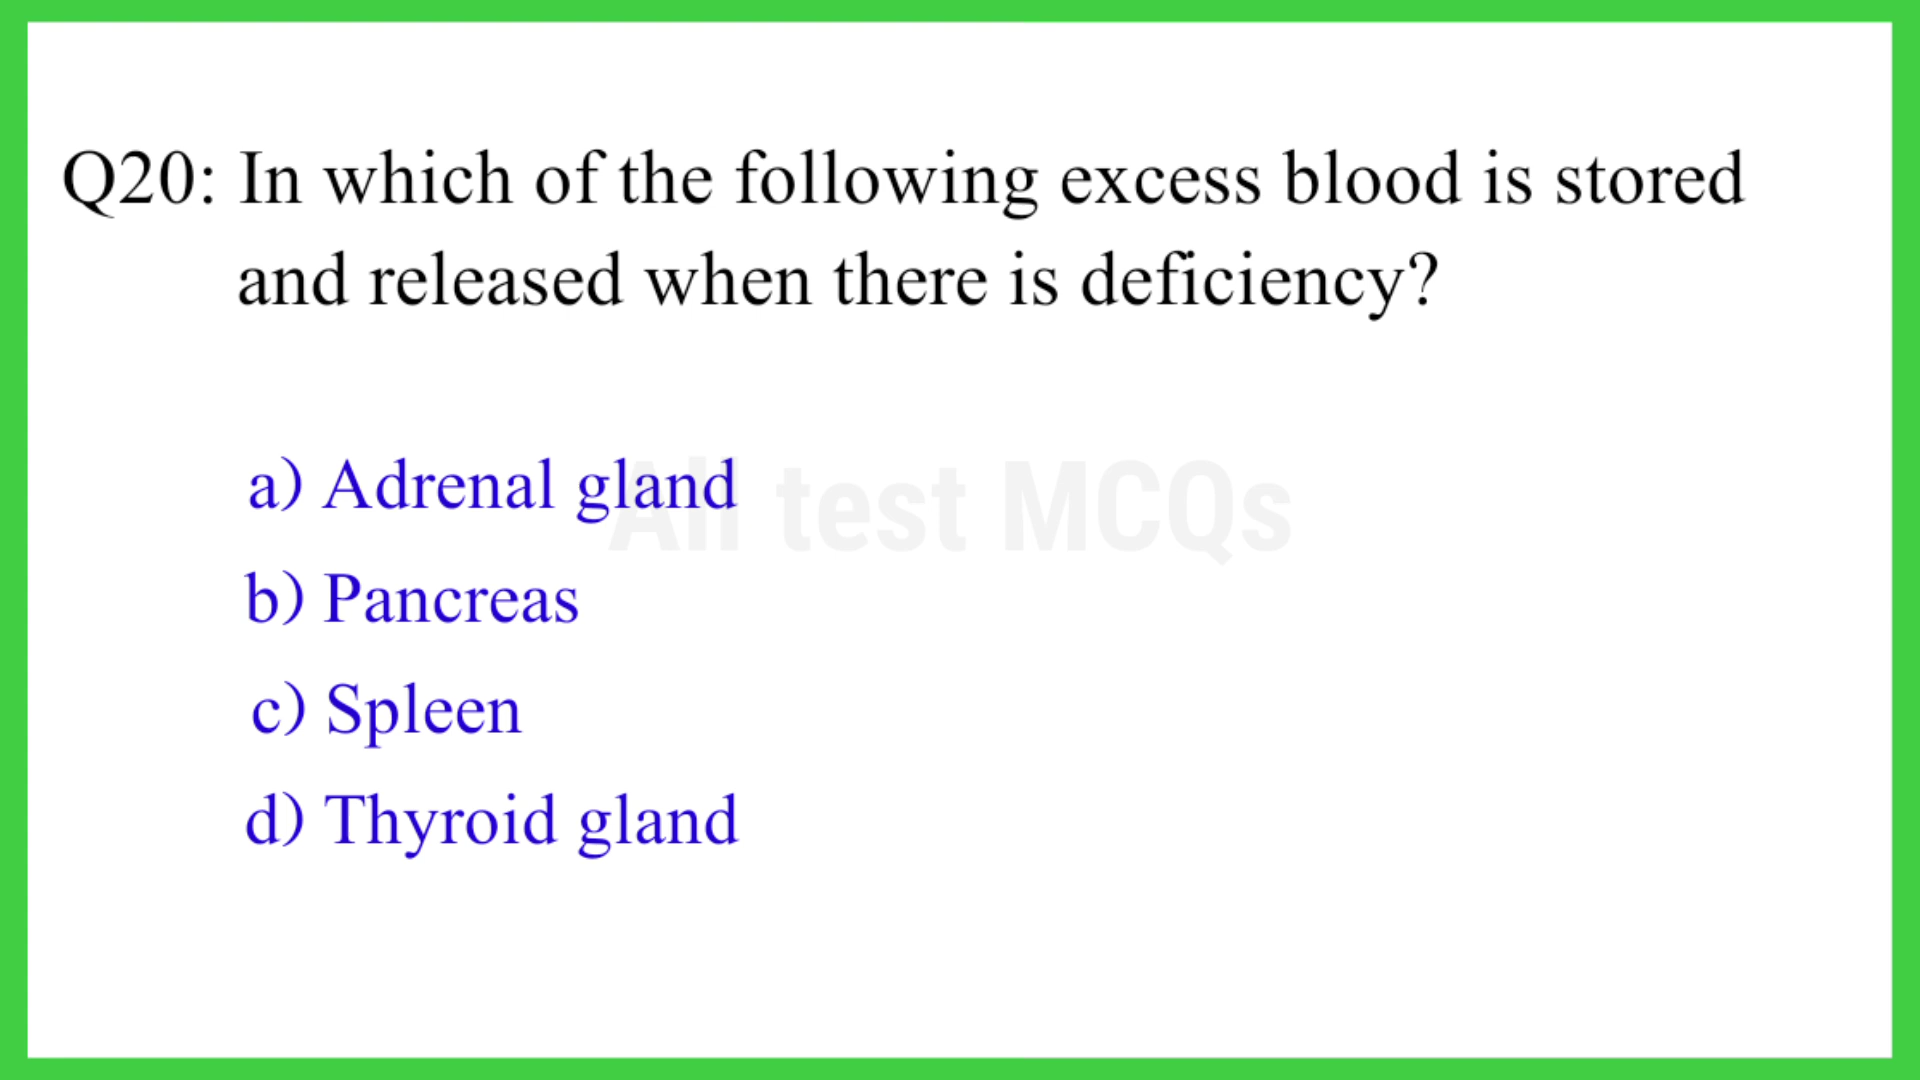 Q20: In which of the following excess blood is stored
and released when there is deficiency?
All test MCQs
a) Adrenal gland
b) Pancreas
c) Spleen
d) Thyroid gland